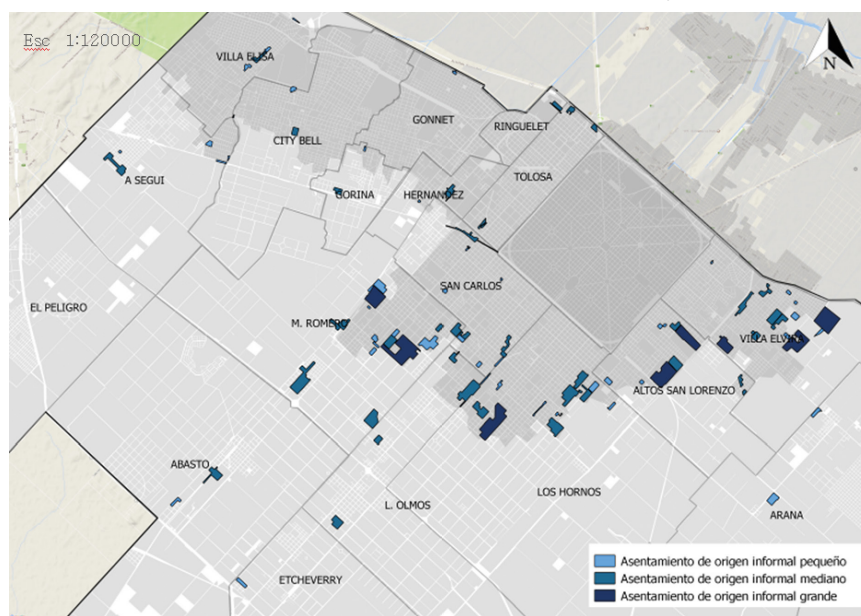 Esc 1:120000
N
VILLA ELISA
GONNET
RINGUELET
CITY BELL
TOLOSA
A SEGUI
GORINA
HERNANDEZ
SAN CARLOS
EL PELIGRO
M. ROMERO
VILLA ELVIRA
ALTOS SAN LORENZO
ABASTO
LOS HORNOS
L. OLMOS
ARANA
ETCHEVERRY
Asentamiento de origen informal pequeño
Asentamiento de origen informal mediano
Asentamiento de origen informal grande